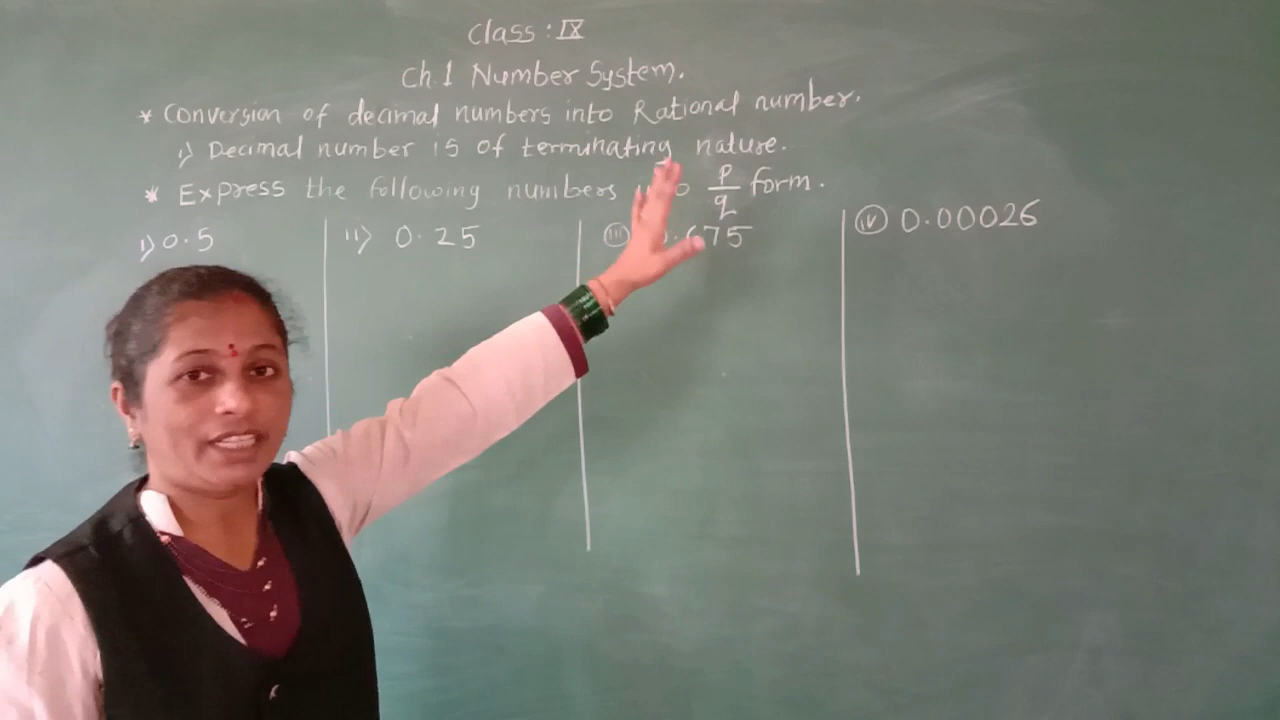 Class : IX
Ch.1 Number System.
* Conversion of decimal numbers into Rational number.
i) Decimal number is of terminating nature.
* Express the following numbers p/q form.
i) 0.5
ii) 0.25
iii) 675
iv) 0.00026